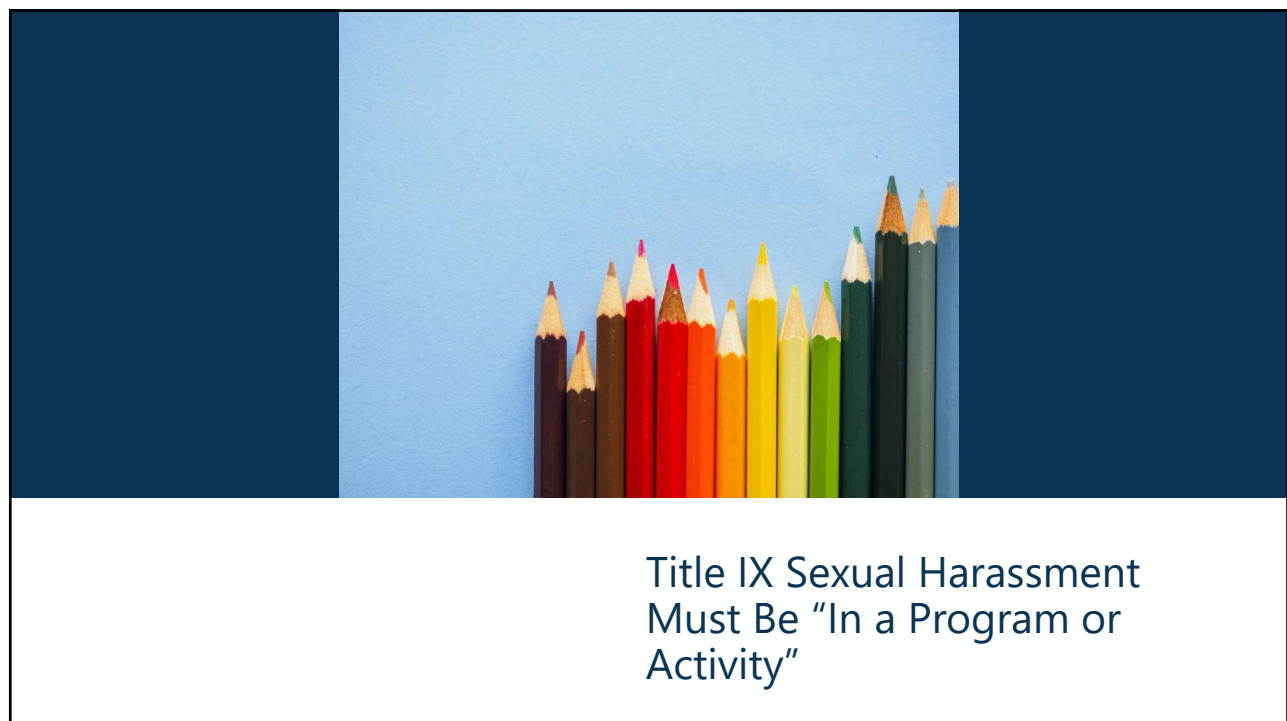 Title IX Sexual Harassment
Must Be “In a Program or
Activity”